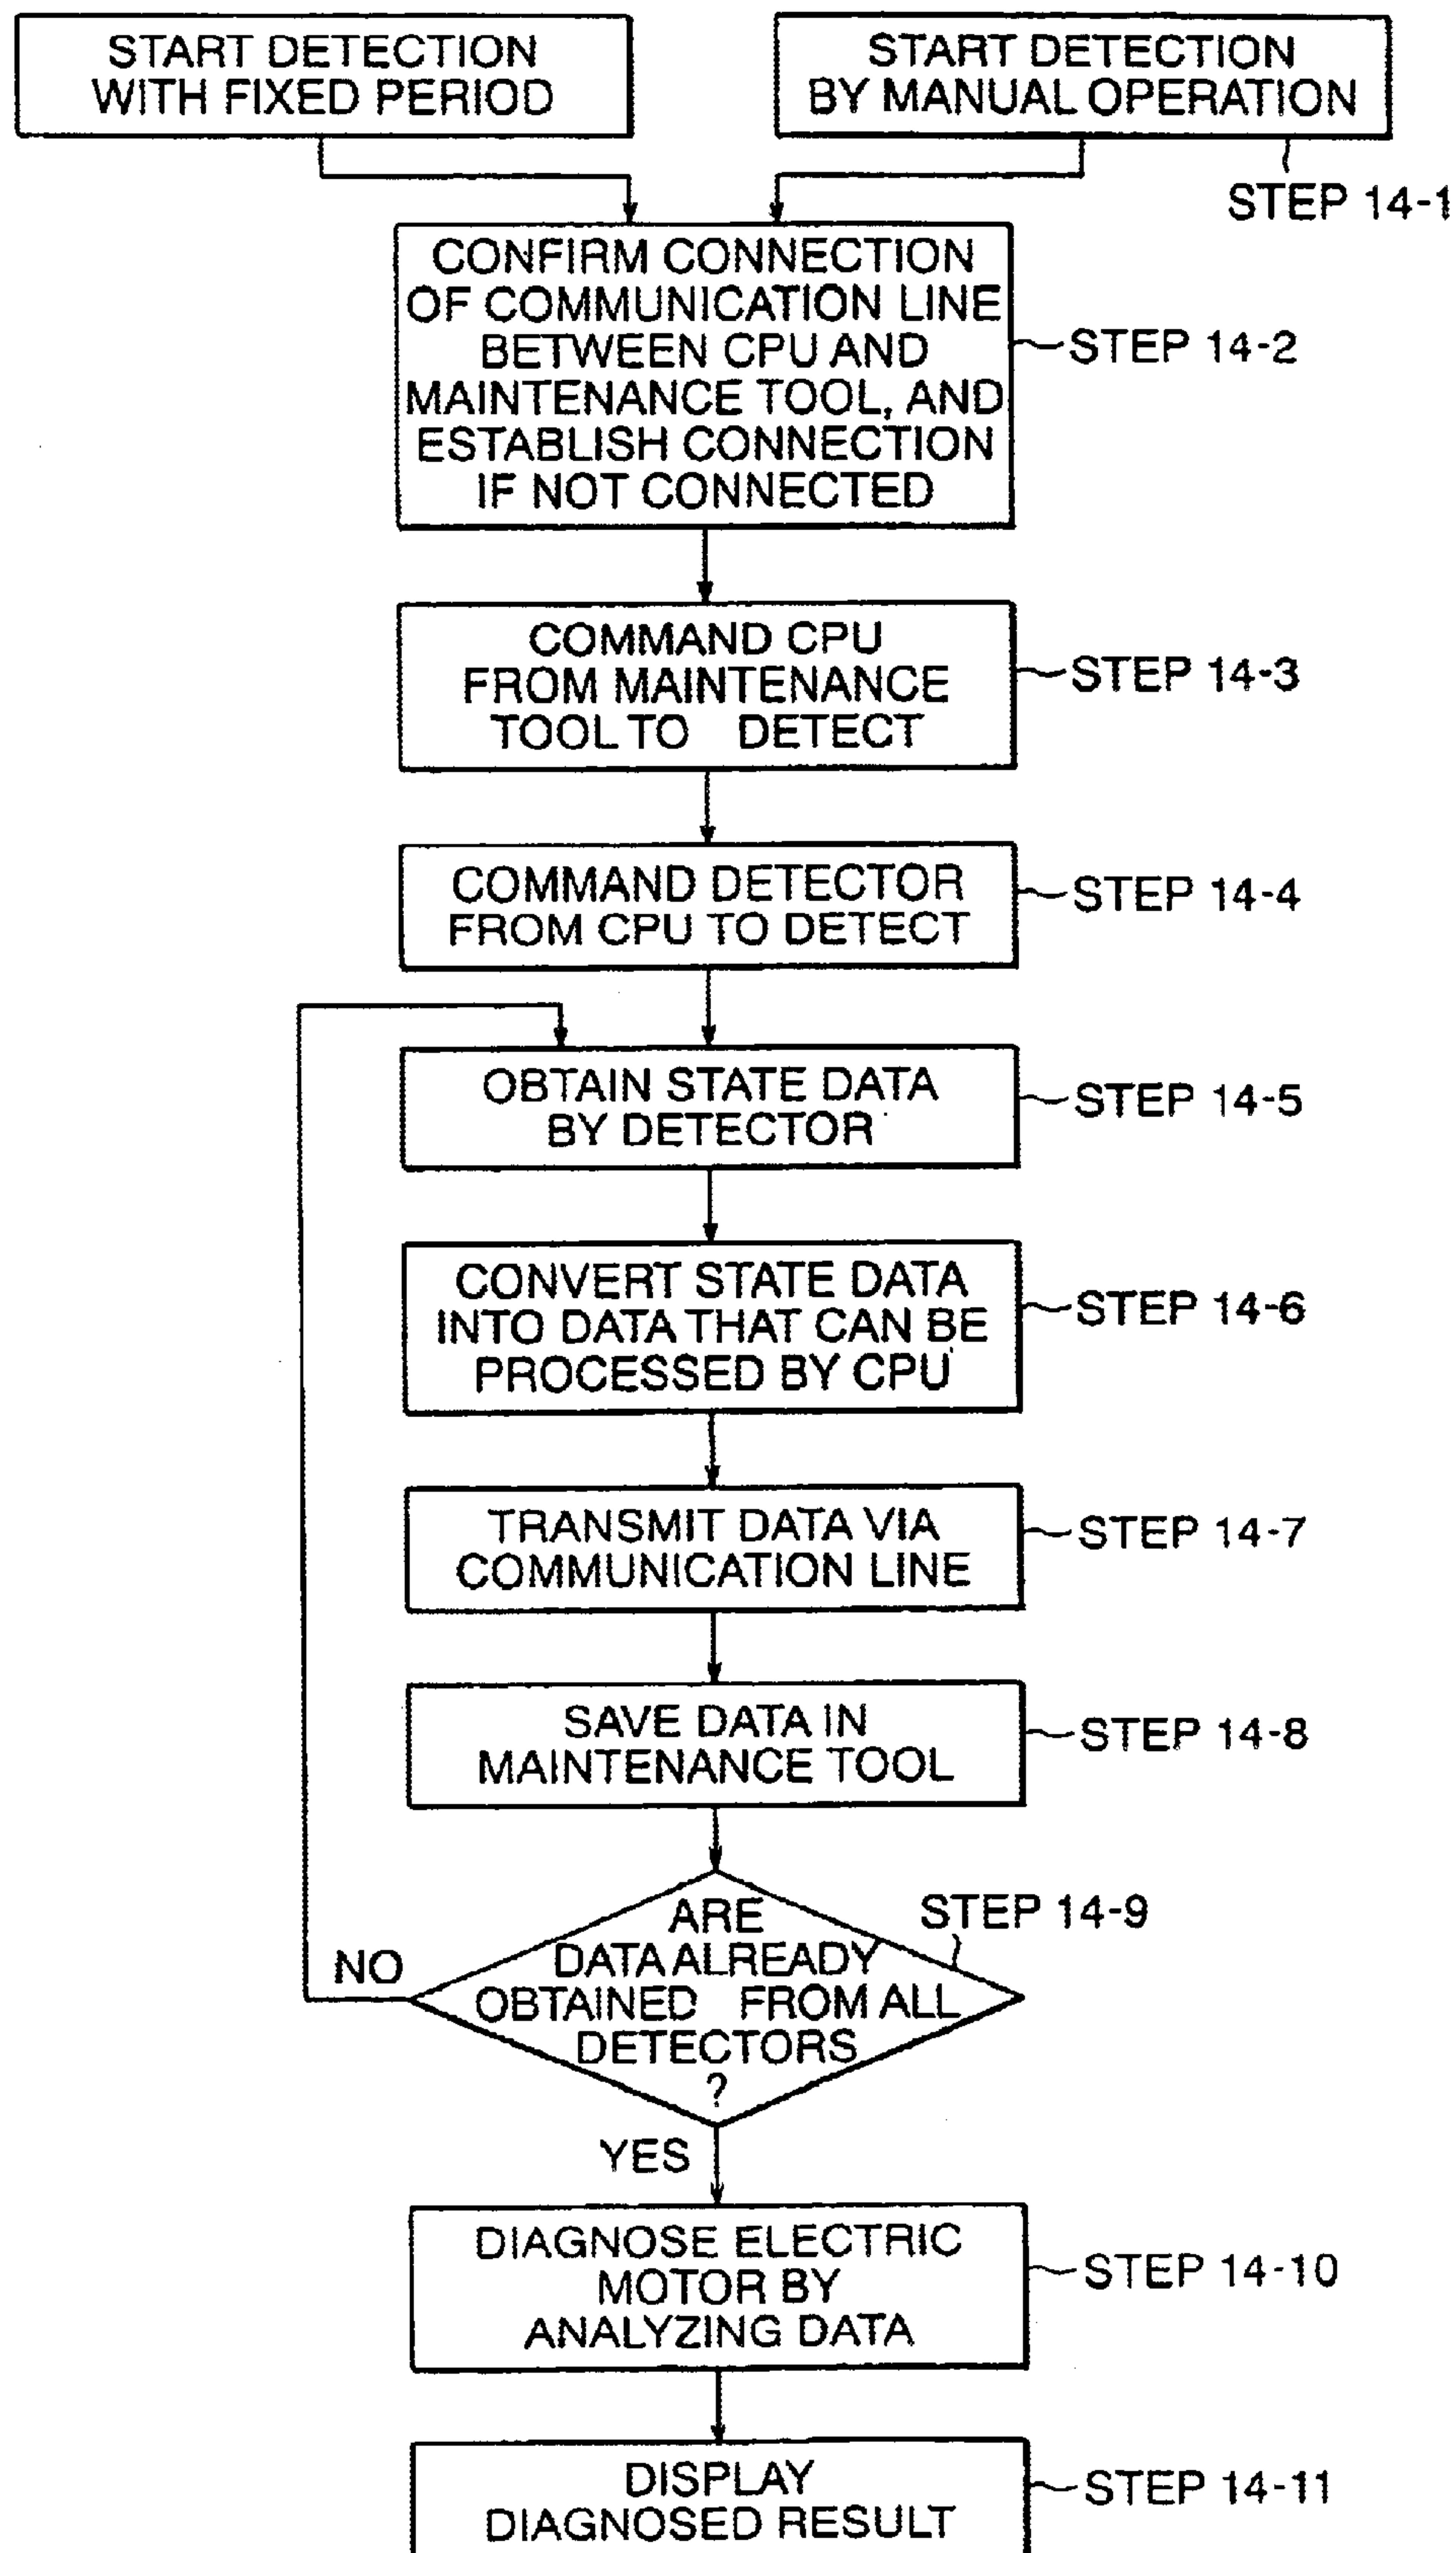 START DETECTION
WITH FIXED PERIOD
START DETECTION
BY MANUAL OPERATION
STEP 14-1
CONFIRM CONNECTION
OF COMMUNICATION LINE
BETWEEN CPU AND
MAINTENANCE TOOL, AND
ESTABLISH CONNECTION
IF NOT CONNECTED
STEP 14-2
COMMAND CPU
FROM MAINTENANCE
TOOL TO DETECT
STEP 14-3
COMMAND DETECTOR
FROM CPU TO DETECT
STEP 14-4
OBTAIN STATE DATA
BY DETECTOR
STEP 14-5
CONVERT STATE DATA
INTO DATA THAT CAN BE
PROCESSED BY CPU
STEP 14-6
TRANSMIT DATA VIA
COMMUNICATION LINE
STEP 14-7
SAVE DATA IN
MAINTENANCE TOOL
STEP 14-8
ARE
DATA ALREADY
OBTAINED FROM ALL
DETECTORS
?
STEP 14-9
NO
YES
DIAGNOSE ELECTRIC
MOTOR BY
ANALYZING DATA
STEP 14-10
DISPLAY
DIAGNOSED RESULT
STEP 14-11